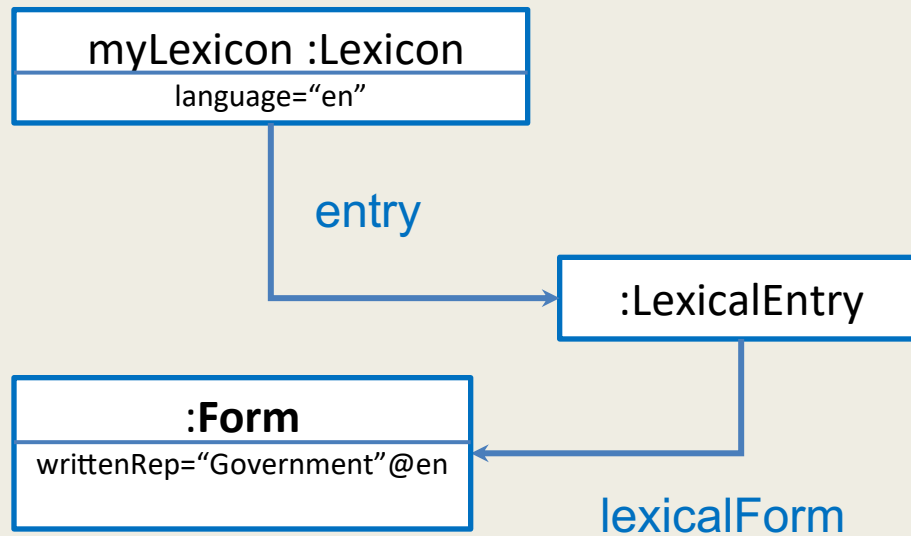 myLexicon :Lexicon
language=“en”
entry
:LexicalEntry
:Form
writtenRep=“Government”@en
lexicalForm